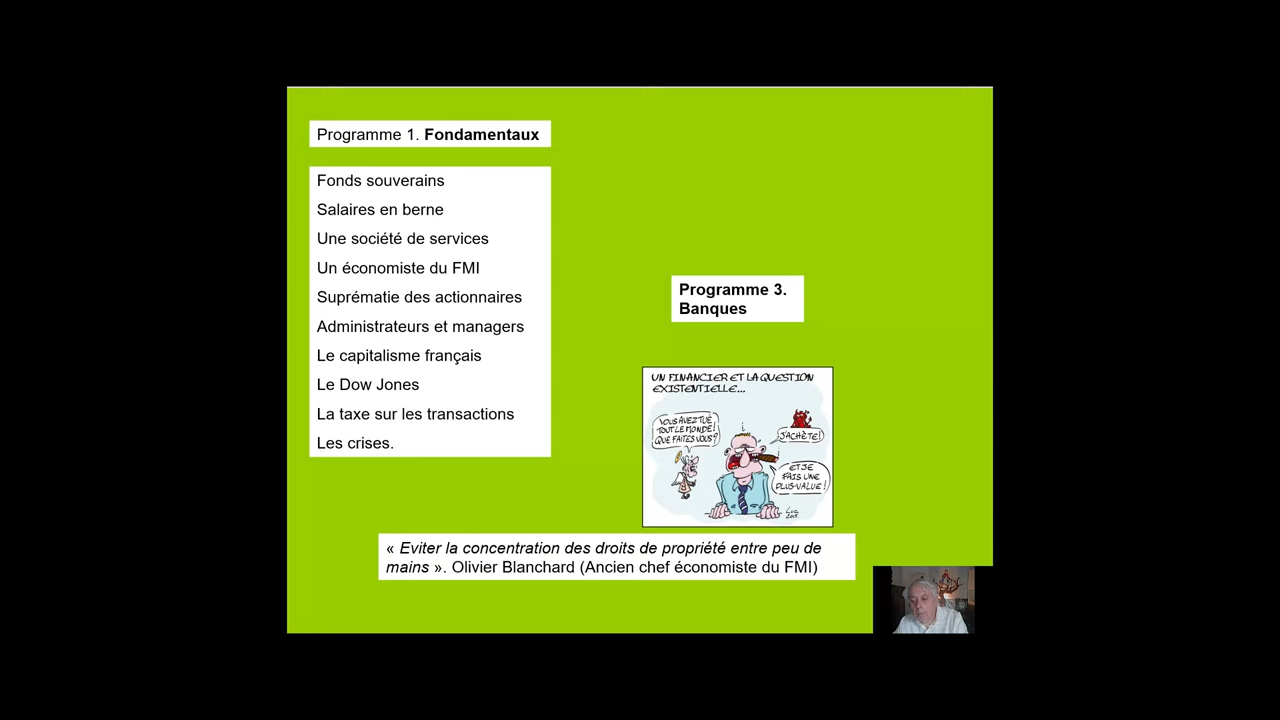 Programme 1. Fondamentaux
Fonds souverains
Salaires en berne
Une société de services
Un économiste du FMI
Suprématie des actionnaires
Administrateurs et managers
Le capitalisme français
Le Dow Jones
La taxe sur les transactions
Les crises.
Programme 3.
Banques
UN FINANCIER ET LA QUESTION
EXISTENTIELLE...
VOUS AVEZ TUÉ
TOUT LE MONDE!
QUE FAITES VOUS?
J'ACHÈTE!
ET JE
FAIS UNE
PLUS-VALUE!
« Eviter la concentration des droits de propriété entre peu de
mains ». Olivier Blanchard (Ancien chef économiste du FMI)